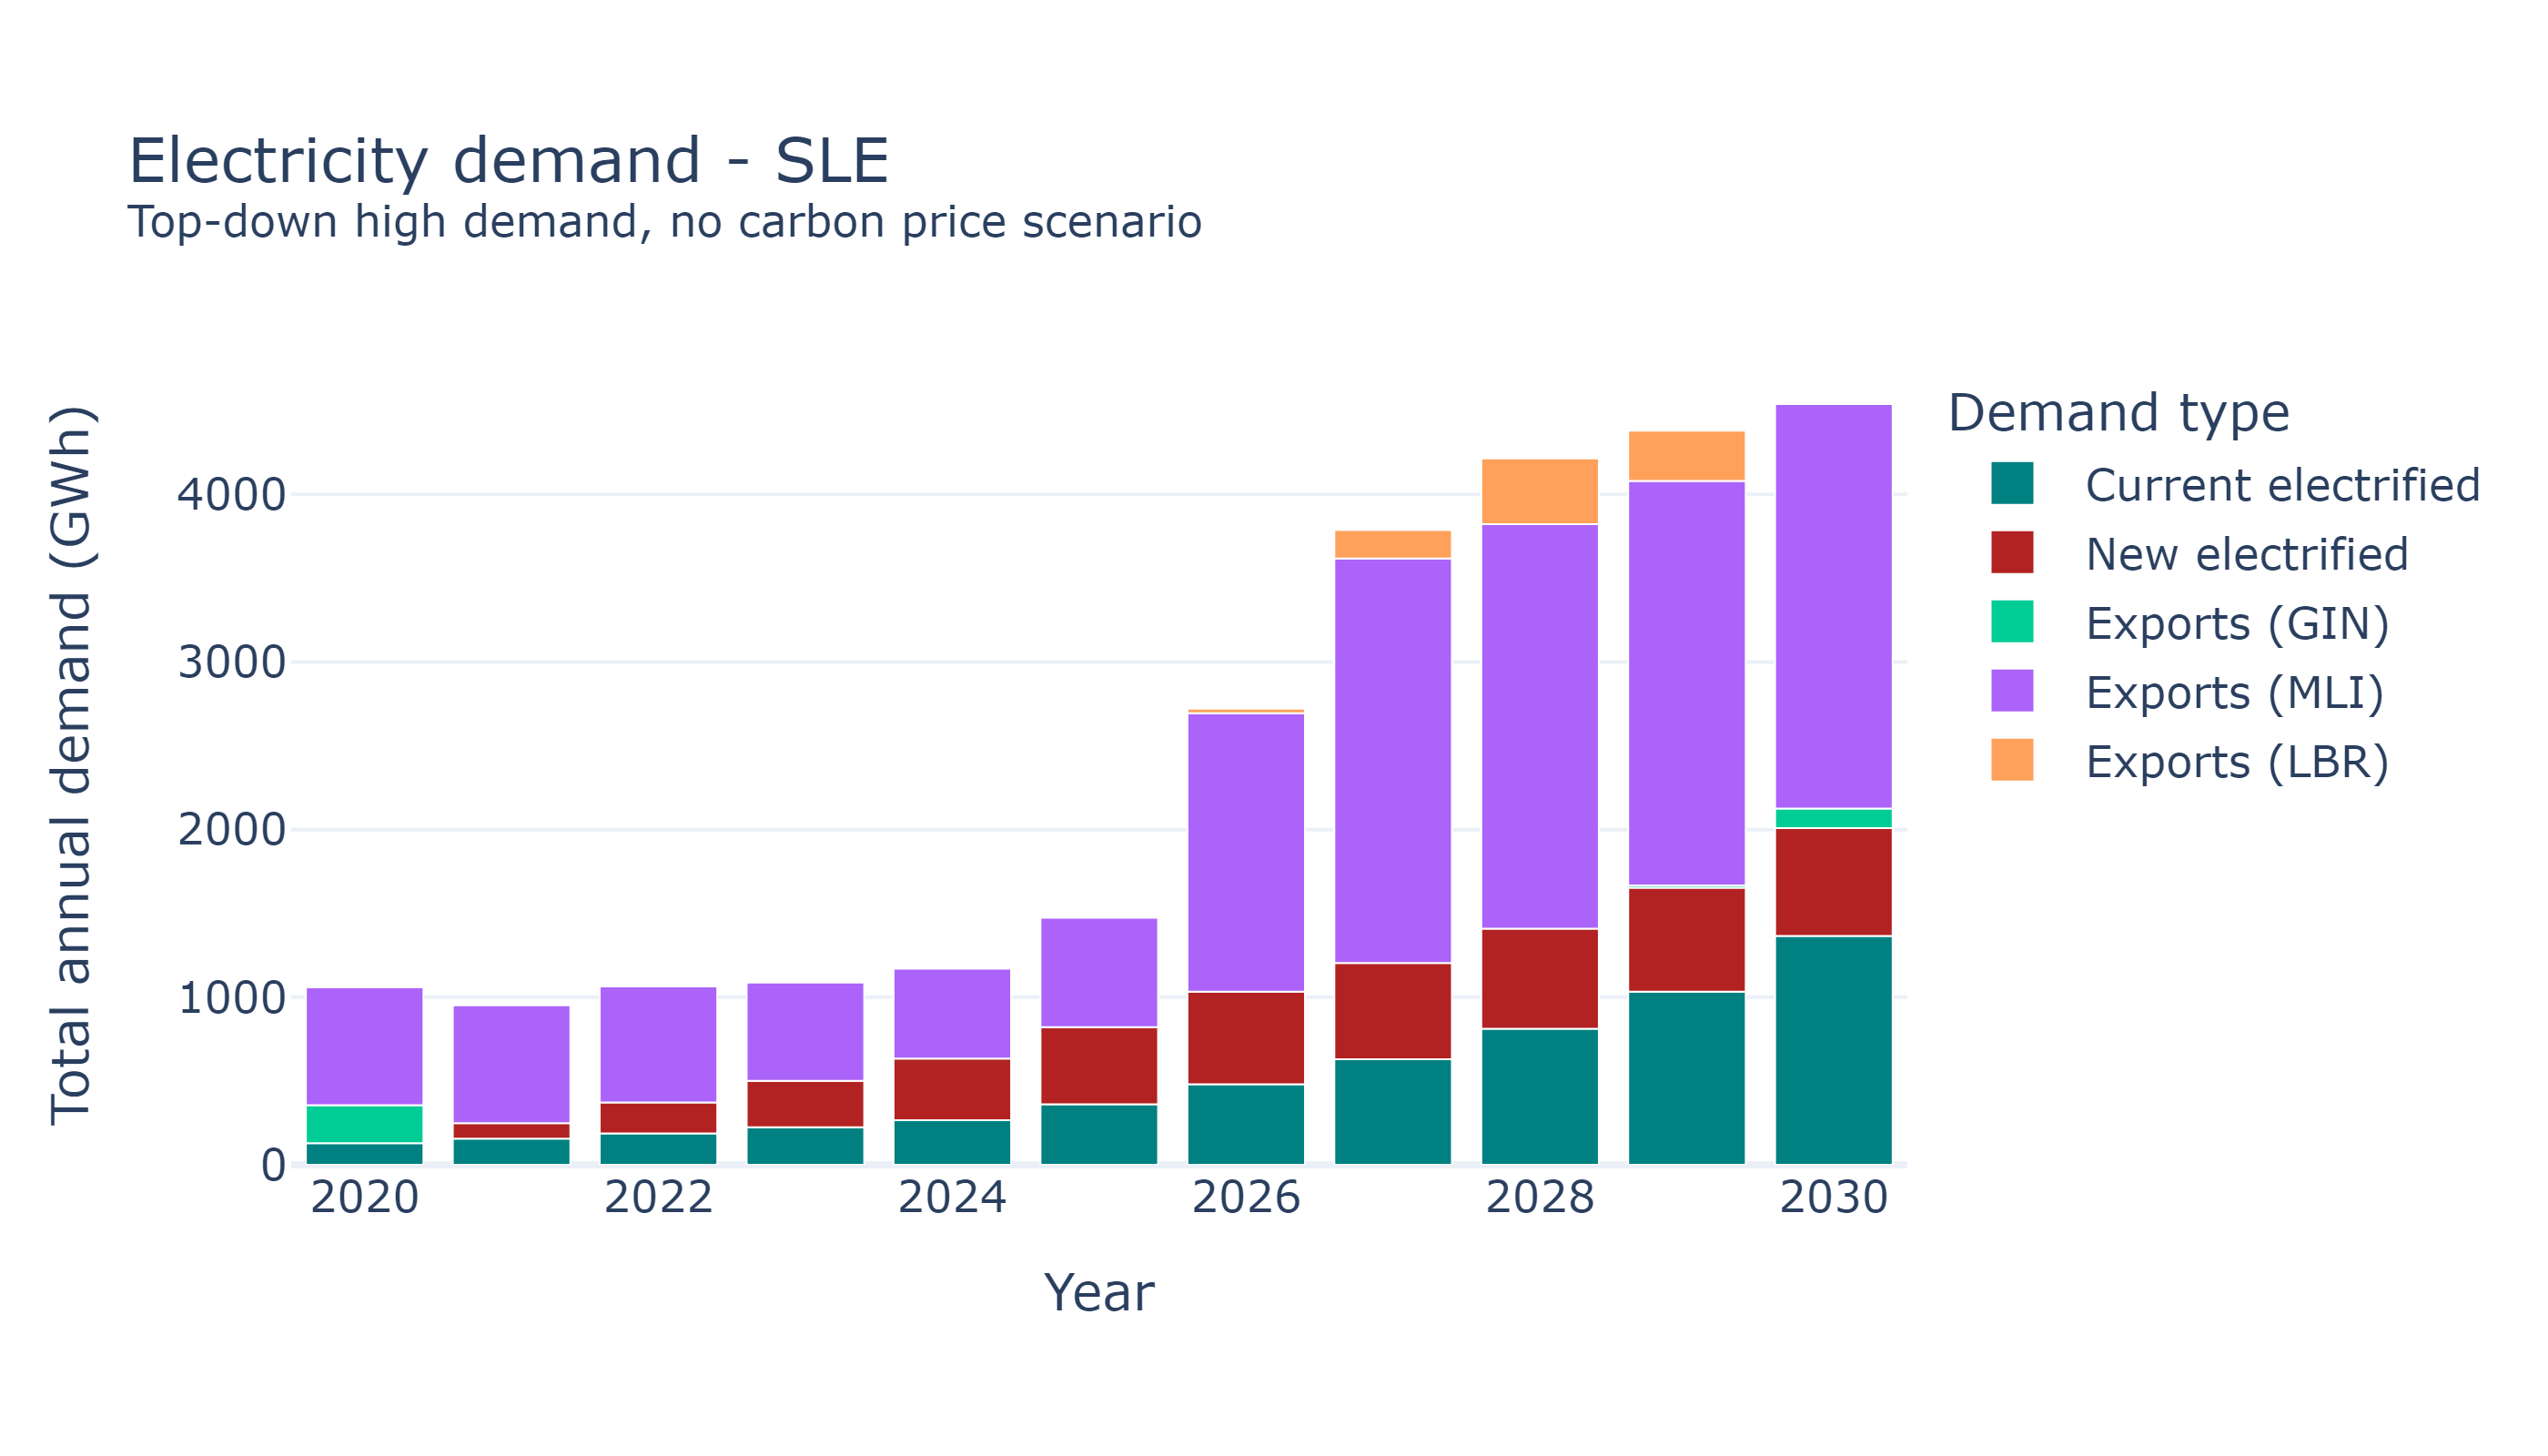 Electricity demand - SLE
Top-down high demand, no carbon price scenario
Total annual demand (GWh)
4000
3000
2000
1000
0
2020
2022
2024
2026
2028
2030
Year
Demand type
Current electrified
New electrified
Exports (GIN)
Exports (MLI)
Exports (LBR)